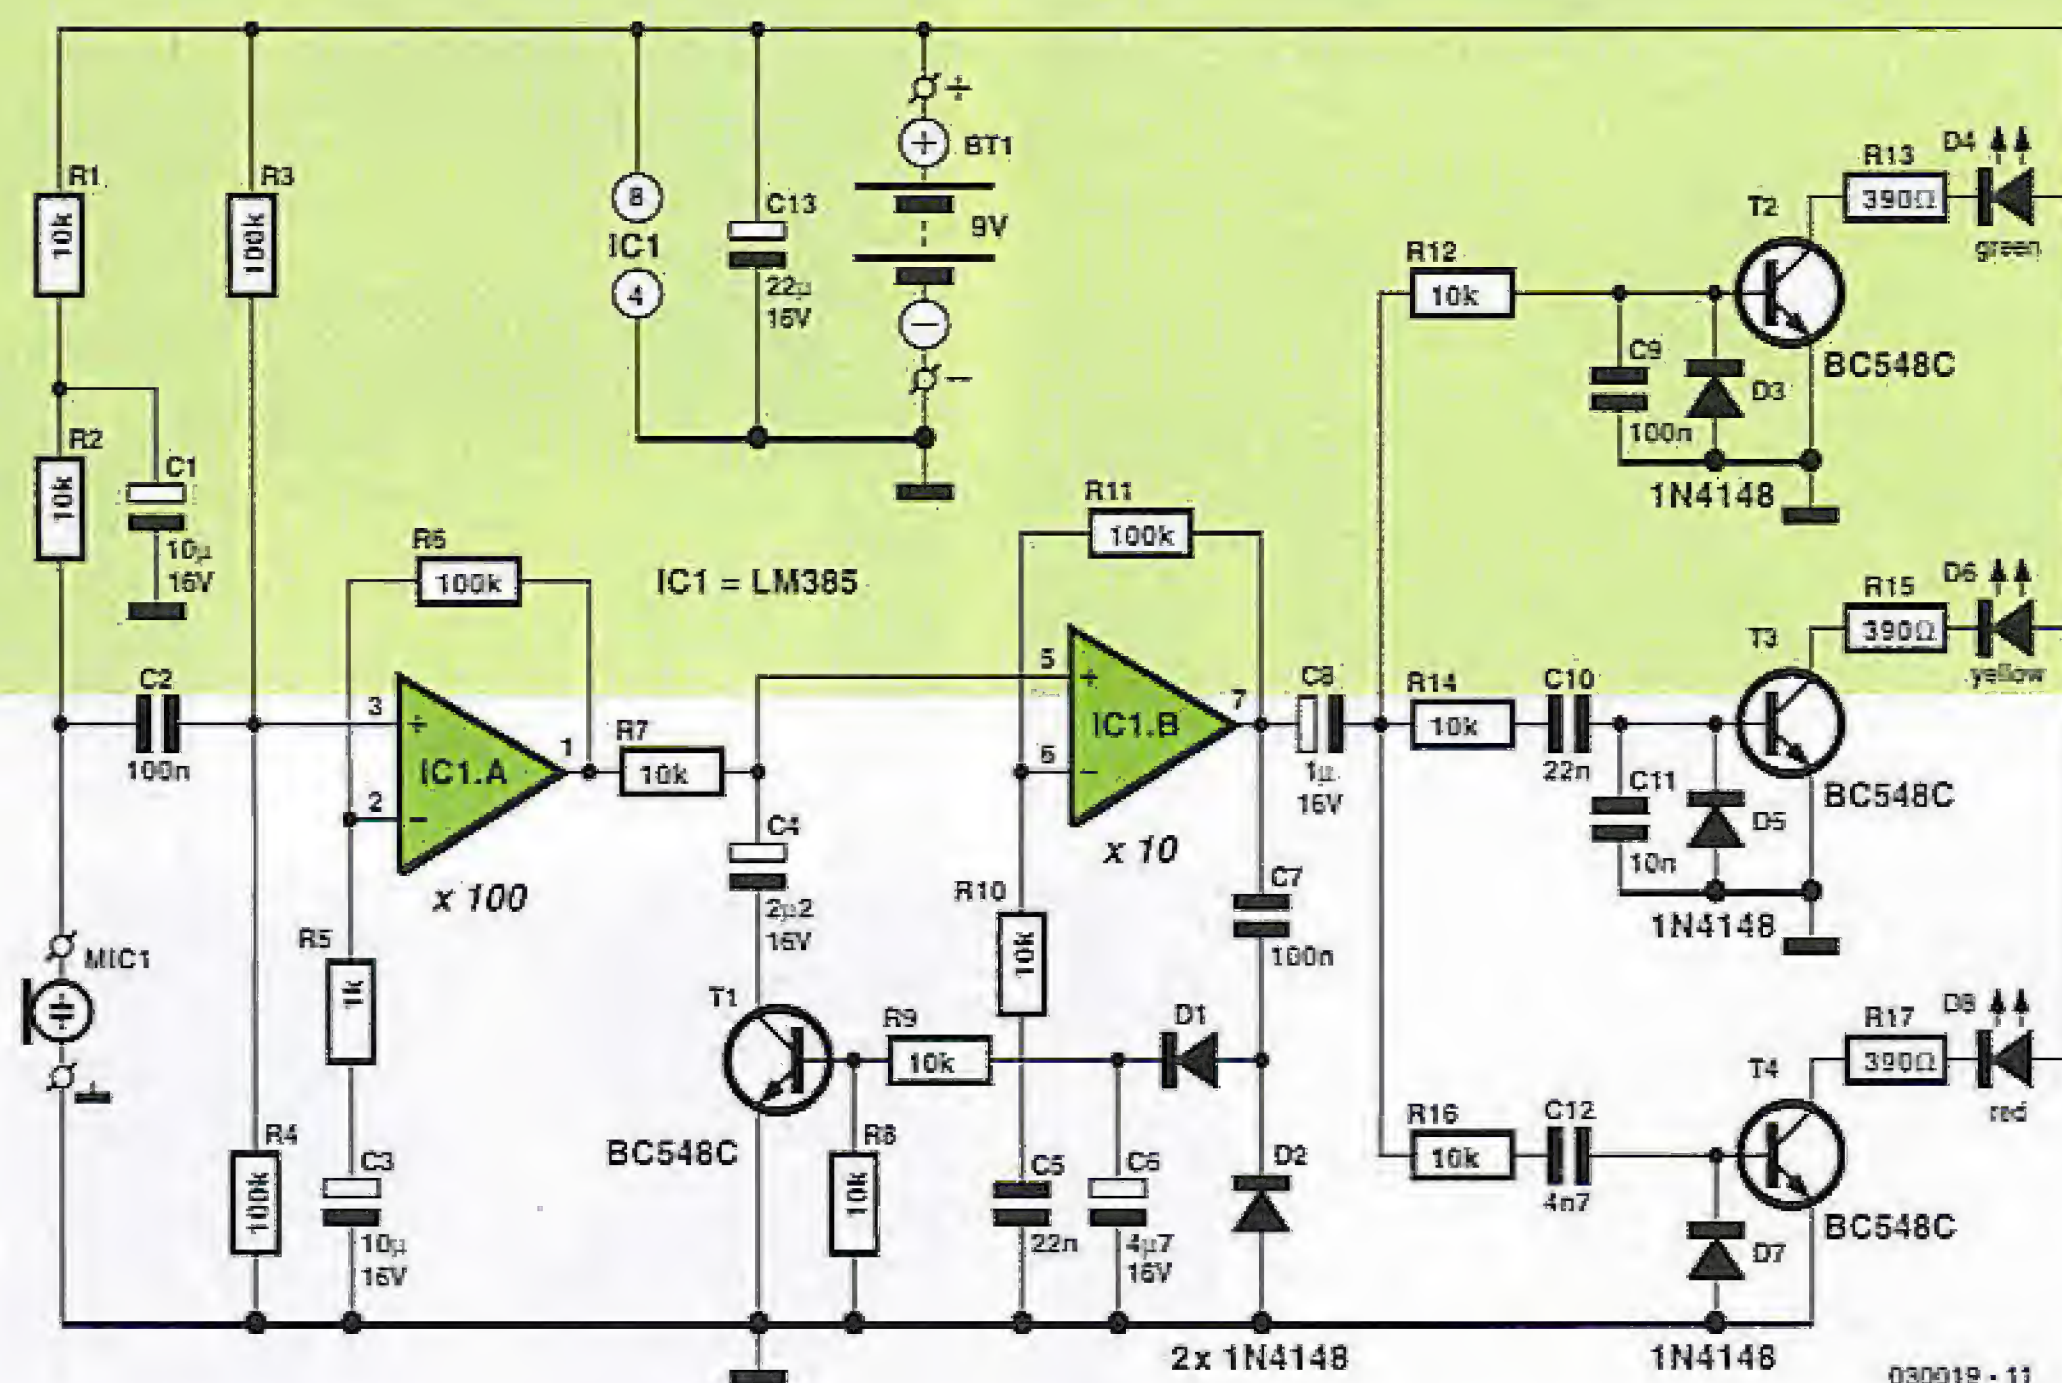 R1
10k
R3
100k
8
IC1
4
C13
22µ
16V
+
BT1
9V
−
R2
10k
C1
10µ
16V
R6
100k
IC1 = LM385
R11
100k
R12
10k
C9
100n
D3
1N4148
T2
BC548C
R13
390Ω
D4
green
C2
100n
3
+
2
−
IC1.A
1
x 100
R7
10k
5
+
6
−
IC1.B
7
x 10
C8
1µ
16V
R14
10k
C10
22n
C11
10n
D5
1N4148
T3
BC548C
R15
390Ω
D6
yellow
MIC1
R5
1k
C4
2µ2
16V
R10
10k
C7
100n
T1
BC548C
R9
10k
D1
R4
100k
C3
10µ
16V
R8
10k
C5
22n
C6
4µ7
16V
D2
2x 1N4148
R16
10k
C12
4n7
D7
1N4148
T4
BC548C
R17
390Ω
D8
red
030019 - 11